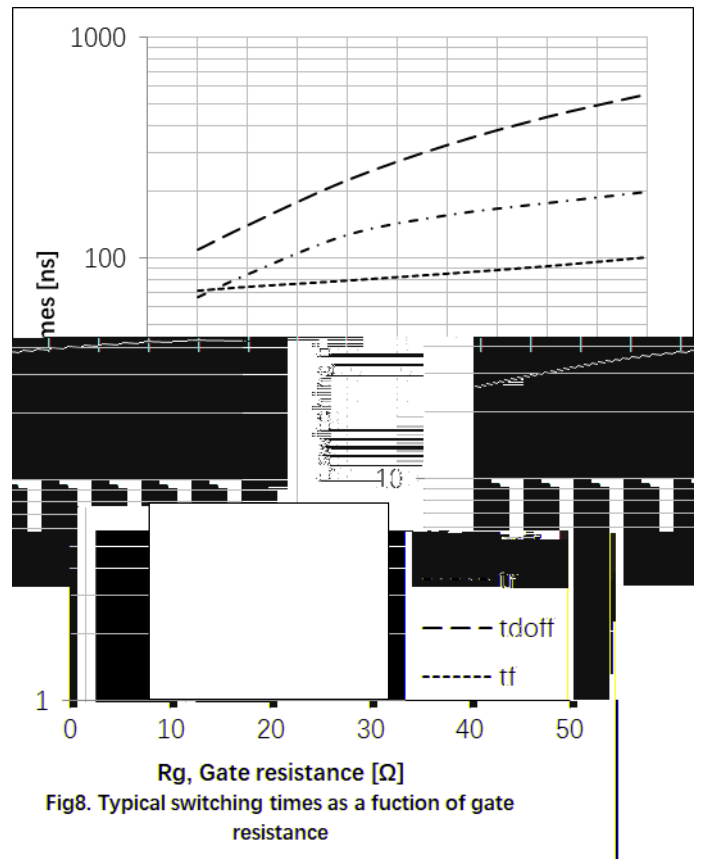 1000
100
mes [ns]
10
tr
tdoff
tf
1
0 10 20 30 40 50
Rg, Gate resistance [Ω]
Fig8. Typical switching times as a fuction of gate
resistance